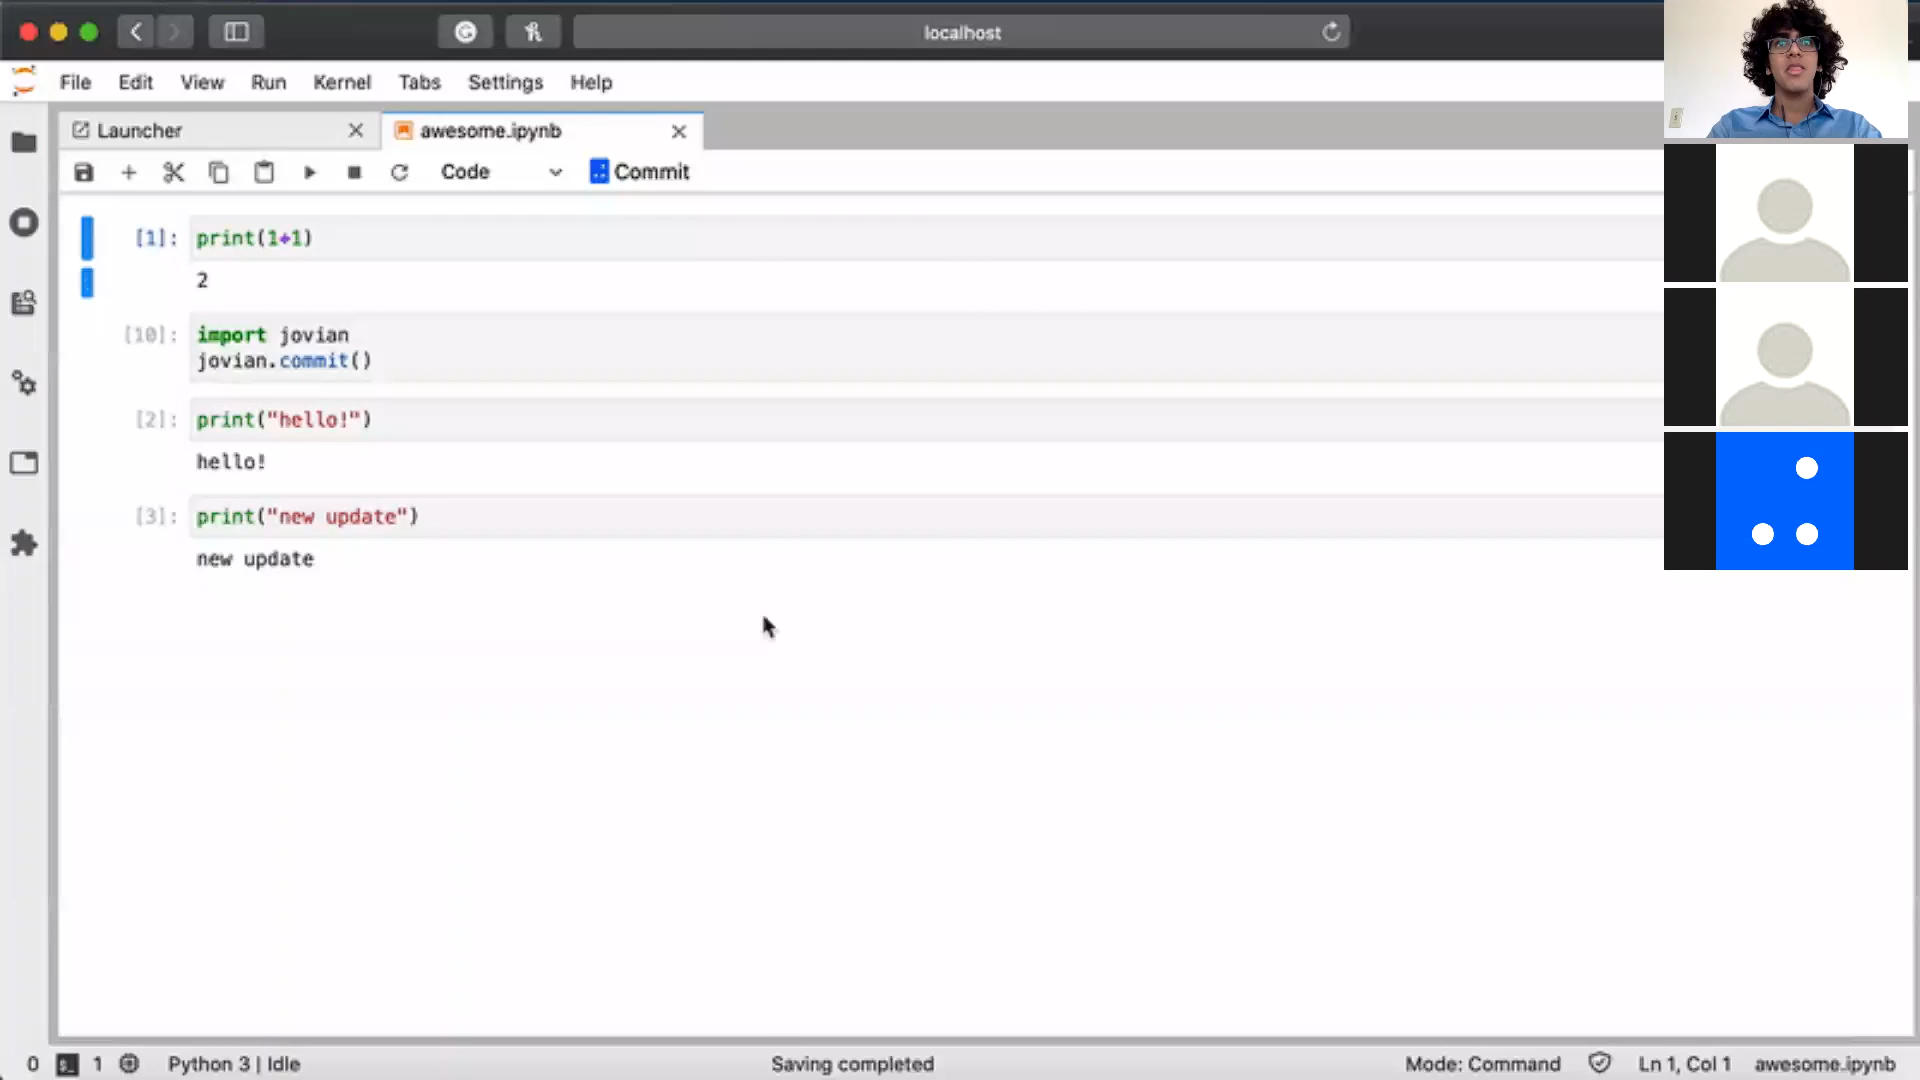 localhost
File Edit View Run Kernel Tabs Settings Help
Launcher awesome.ipynb
Code Commit
[1]: print(1+1)
2
[10]: import jovian
jovian.commit()
[2]: print("hello!")
hello!
[3]: print("new update")
new update
0 1 Python 3 | Idle Saving completed Mode: Command Ln 1, Col 1 awesome.ipynb